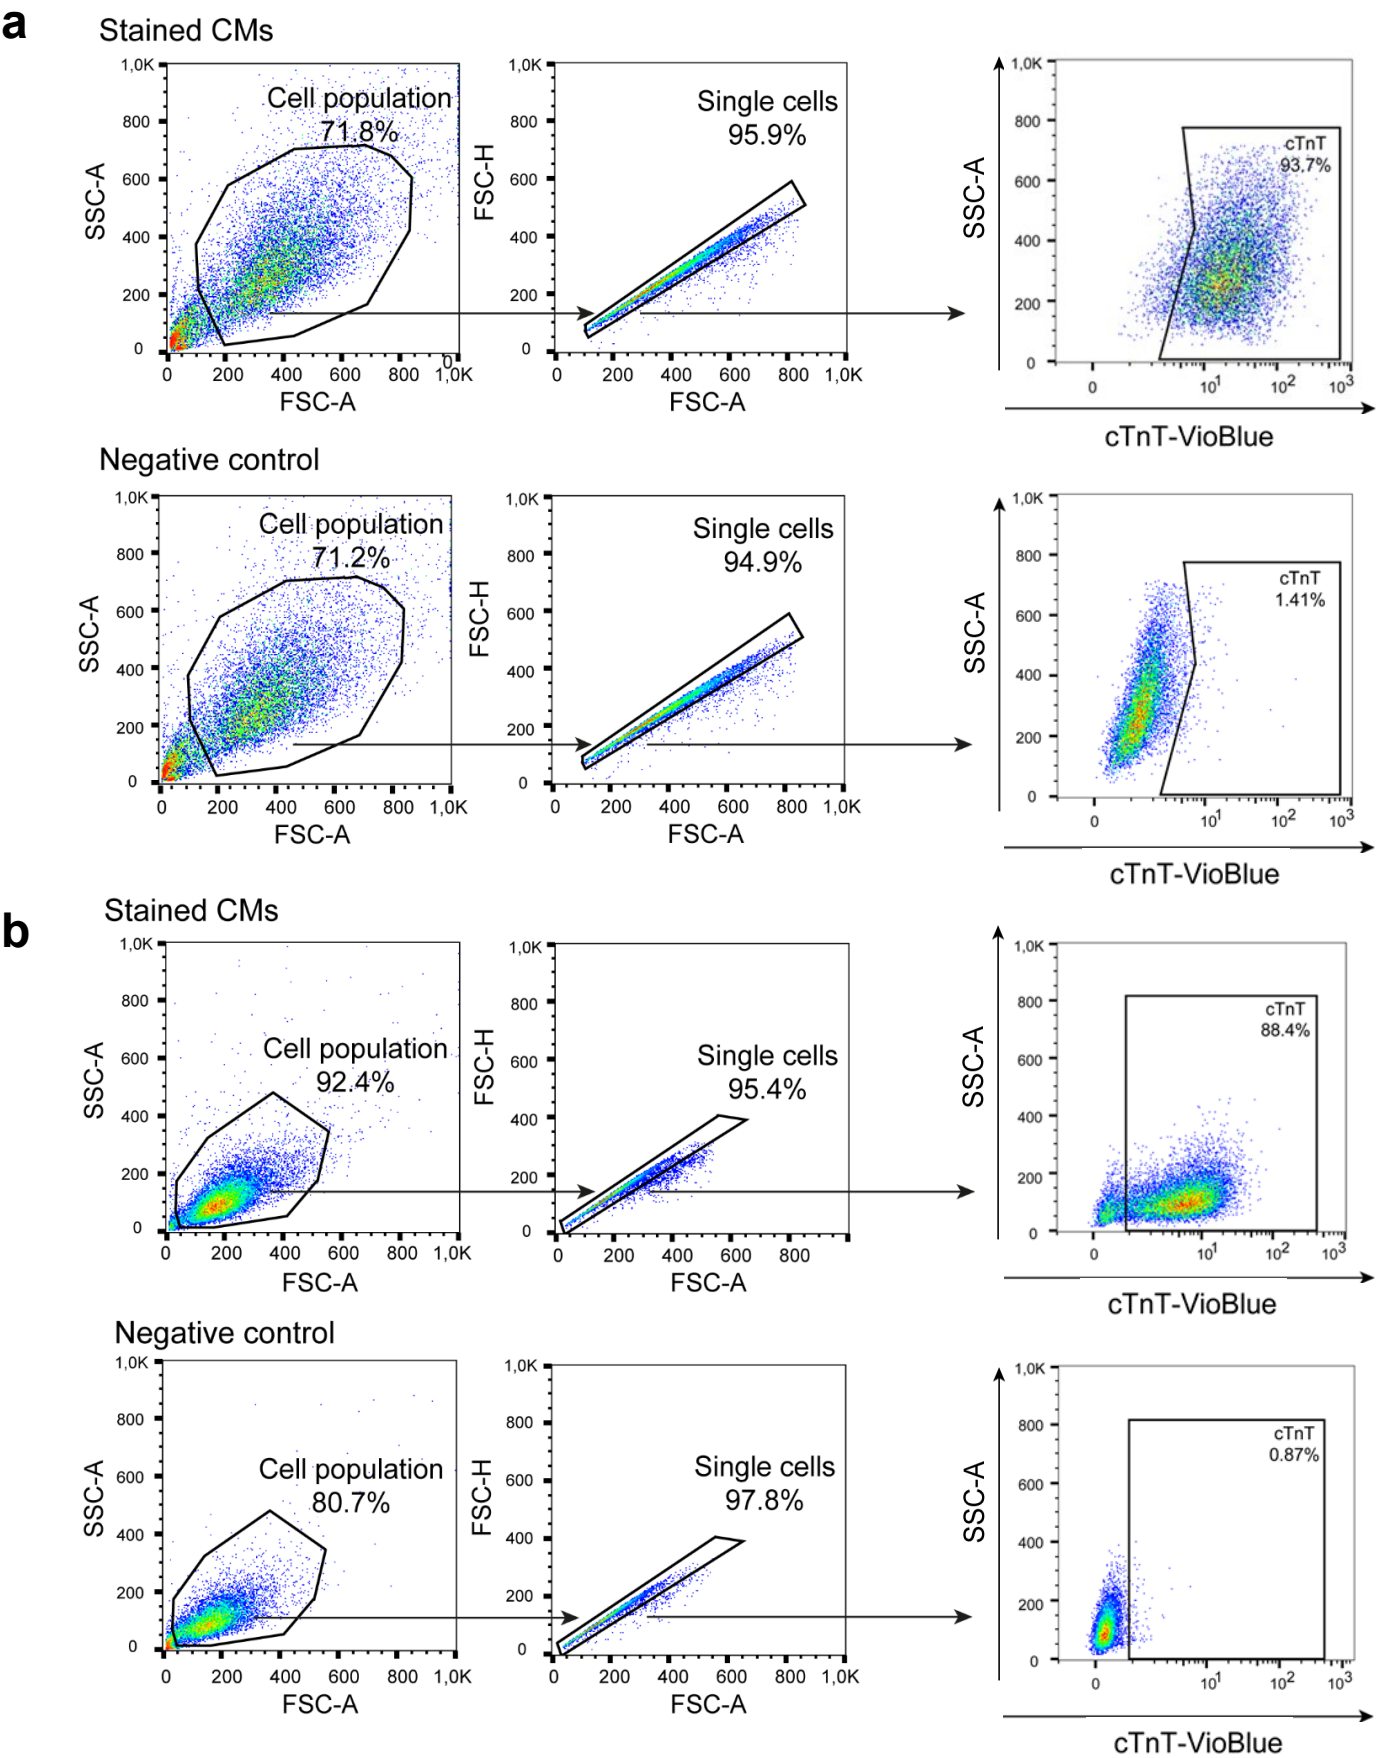 a
Stained CMs
1,0K
800
600
400
200
0
SSC-A
Cell population
71.8%
0
0 200 400 600 800 1,0K
FSC-A
1,0K
800
600
400
200
0
FSC-H
Single cells
95.9%
0 200 400 600 800 1,0K
FSC-A
1,0K
800
600
400
200
0
SSC-A
cTnT
93,7%
0 10¹ 10² 10³
cTnT-VioBlue
Negative control
1,0K
800
600
400
200
0
SSC-A
Cell population
71.2%
0 200 400 600 800 1,0K
FSC-A
1,0K
800
600
400
200
0
FSC-H
Single cells
94.9%
0 200 400 600 800 1,0K
FSC-A
1,0K
800
600
400
200
0
SSC-A
cTnT
1.41%
0 10¹ 10² 10³
cTnT-VioBlue
b
Stained CMs
1,0K
800
600
400
200
0
SSC-A
Cell population
92.4%
0 200 400 600 800 1,0K
FSC-A
1,0K
800
600
400
200
0
FSC-H
Single cells
95.4%
0 200 400 600 800
FSC-A
1,0K
800
600
400
200
0
SSC-A
cTnT
88.4%
0 10¹ 10² 10³
cTnT-VioBlue
Negative control
1,0K
800
600
400
200
0
SSC-A
Cell population
80.7%
0 200 400 600 800 1,0K
FSC-A
1,0K
800
600
400
200
0
FSC-H
Single cells
97.8%
0 200 400 600 800 1,0K
FSC-A
1,0K
800
600
400
200
0
SSC-A
cTnT
0.87%
0 10¹ 10² 10³
cTnT-VioBlue